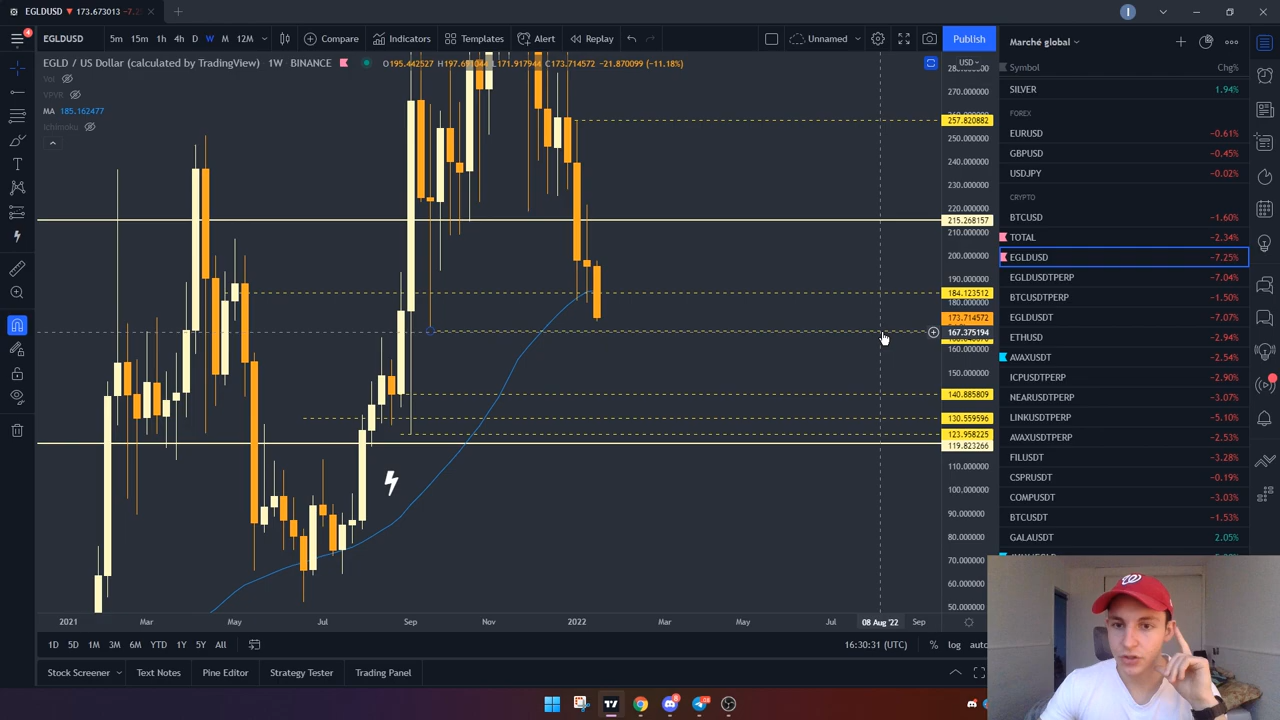 EGLDUSD ▼ 173.673013 −7.2
I
EGLDUSD 5m 15m 1h 4h D W M 12M Compare Indicators Templates Alert Replay Unnamed Publish
EGLD / US Dollar (calculated by TradingView) 1W BINANCE O195.442527 H197.691044 L171.917944 C173.714572 −21.870099 (−11.18%)
Vol
VPVR
MA 185.162477
Ichimoku
USD
270.000000
257.820882
250.000000
240.000000
230.000000
220.000000
215.268157
210.000000
200.000000
190.000000
184.123512
180.000000
173.714572
167.375194
160.000000
150.000000
140.885809
130.559596
123.958225
119.823266
110.000000
100.000000
90.000000
80.000000
70.000000
60.000000
50.000000
2021 Mar May Jul Sep Nov 2022 Mar May Jul 08 Aug '22 Sep
1D 5D 1M 3M 6M YTD 1Y 5Y All 16:30:31 (UTC) % log auto
Stock Screener Text Notes Pine Editor Strategy Tester Trading Panel
Marché global
Symbol Chg%
SILVER 1.94%
FOREX
EURUSD −0.61%
GBPUSD −0.45%
USDJPY −0.02%
CRYPTO
BTCUSD −1.60%
TOTAL −2.34%
EGLDUSD −7.25%
EGLDUSDTPERP −7.04%
BTCUSDTPERP −1.50%
EGLDUSDT −7.07%
ETHUSD −2.94%
AVAXUSDT −2.54%
ICPUSDTPERP −2.90%
NEARUSDTPERP −3.07%
LINKUSDTPERP −5.10%
AVAXUSDTPERP −2.53%
FILUSDT −3.28%
CSPRUSDT −0.19%
COMPUSDT −3.03%
BTCUSDT −1.53%
GALAUSDT 2.05%